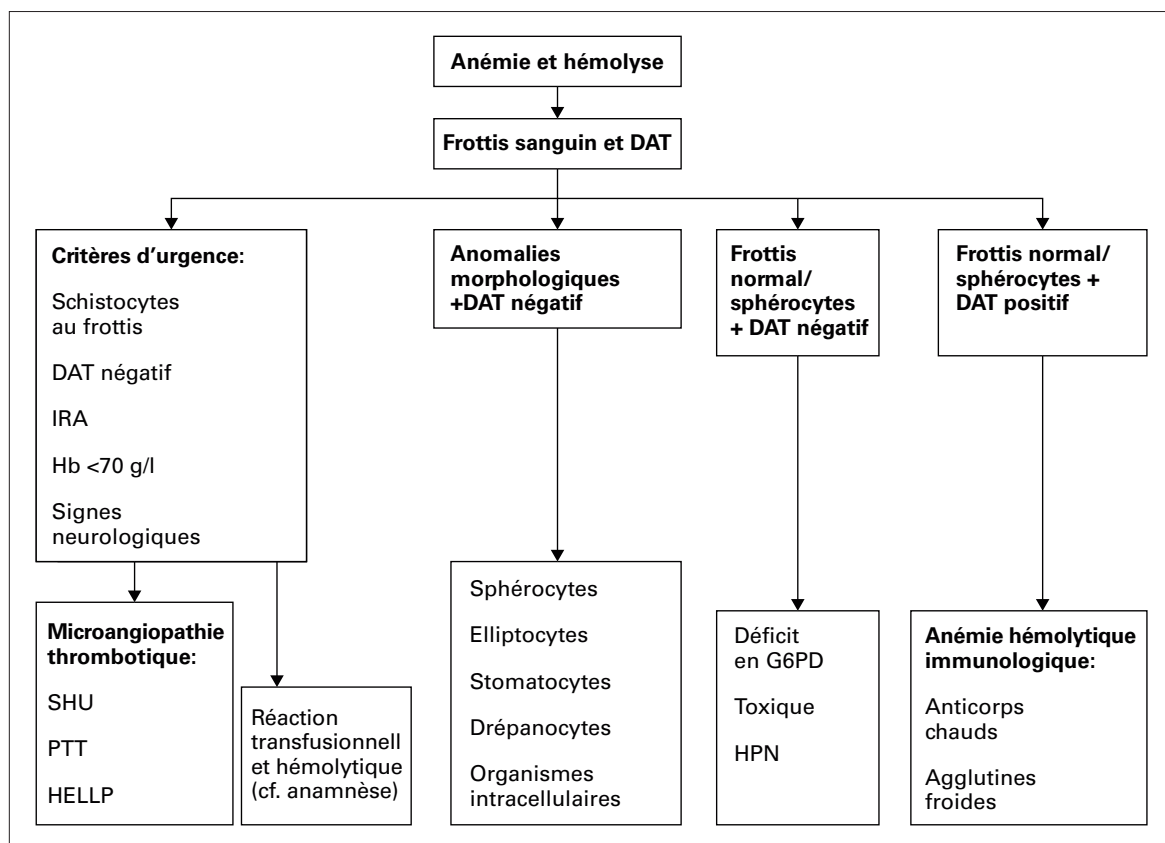 Anémie et hémolyse
Frottis sanguin et DAT
Critères d'urgence:
Schistocytes
au frottis
DAT négatif
IRA
Hb <70 g/l
Signes
neurologiques
Anomalies
morphologiques
+DAT négatif
Frottis
normal/
sphérocytes
+ DAT négatif
Frottis normal/
sphérocytes +
DAT positif
Microangiopathie
thrombotique:
SHU
PTT
HELLP
Réaction
transfusionnell
et hémolytique
(cf. anamnèse)
Sphérocytes
Elliptocytes
Stomatocytes
Drépanocytes
Organismes
intracellulaires
Déficit
en G6PD
Toxique
HPN
Anémie hémolytique
immunologique:
Anticorps
chauds
Agglutines
froides